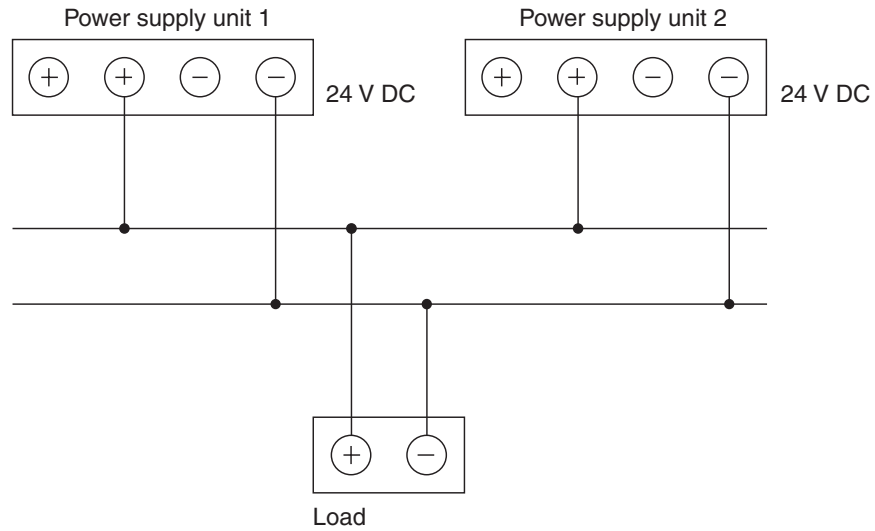 Power supply unit 1
Power supply unit 2
+ + − −
24 V DC
+ + − −
24 V DC
+ −
Load